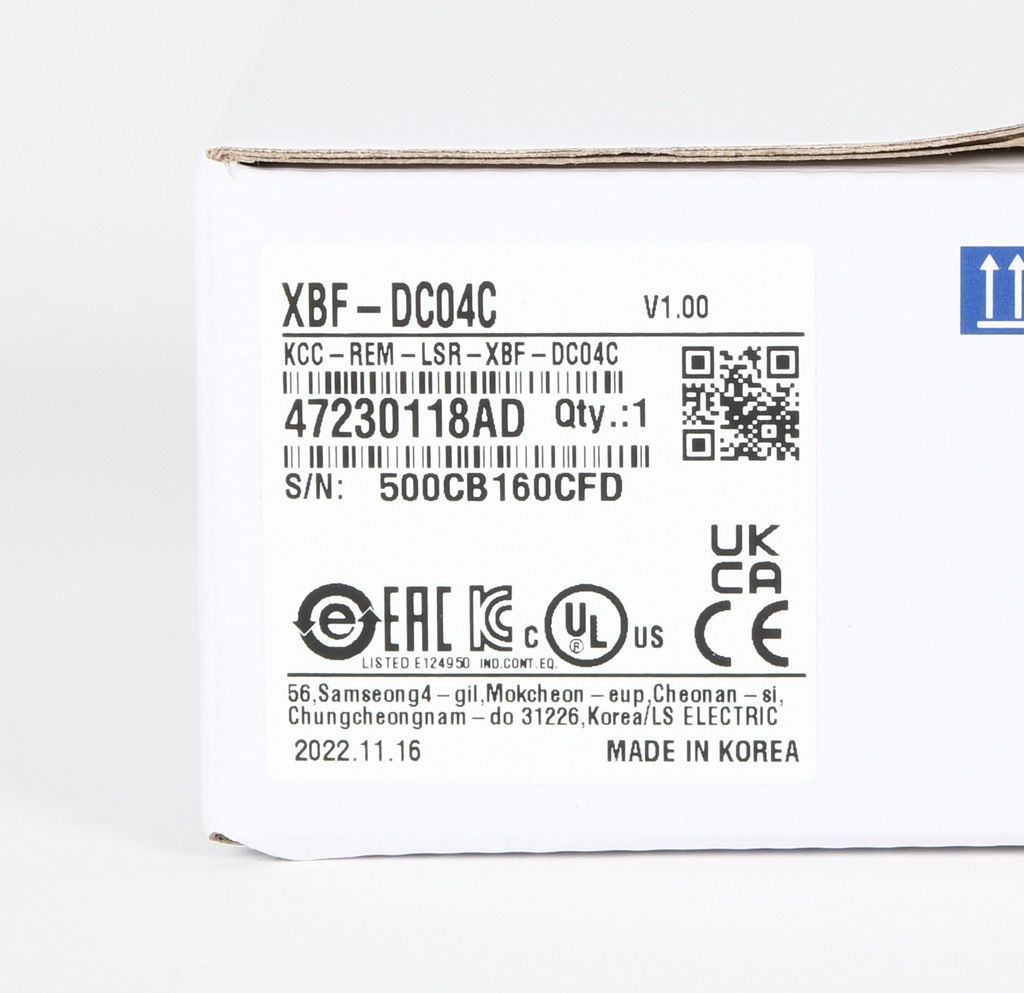 XBF-DC04C V1.00
KCC-REM-LSR-XBF-DC04C
47230118AD Qty.:1
S/N: 500CB160CFD
UK
CA
e EAC KC c UL® US CE
LISTED E124950 IND.CONT.EQ.
56,Samseong4-gil,Mokcheon-eup,Cheonan-si,
Chungcheongnam-do 31226,Korea/LS ELECTRIC
2022.11.16 MADE IN KOREA